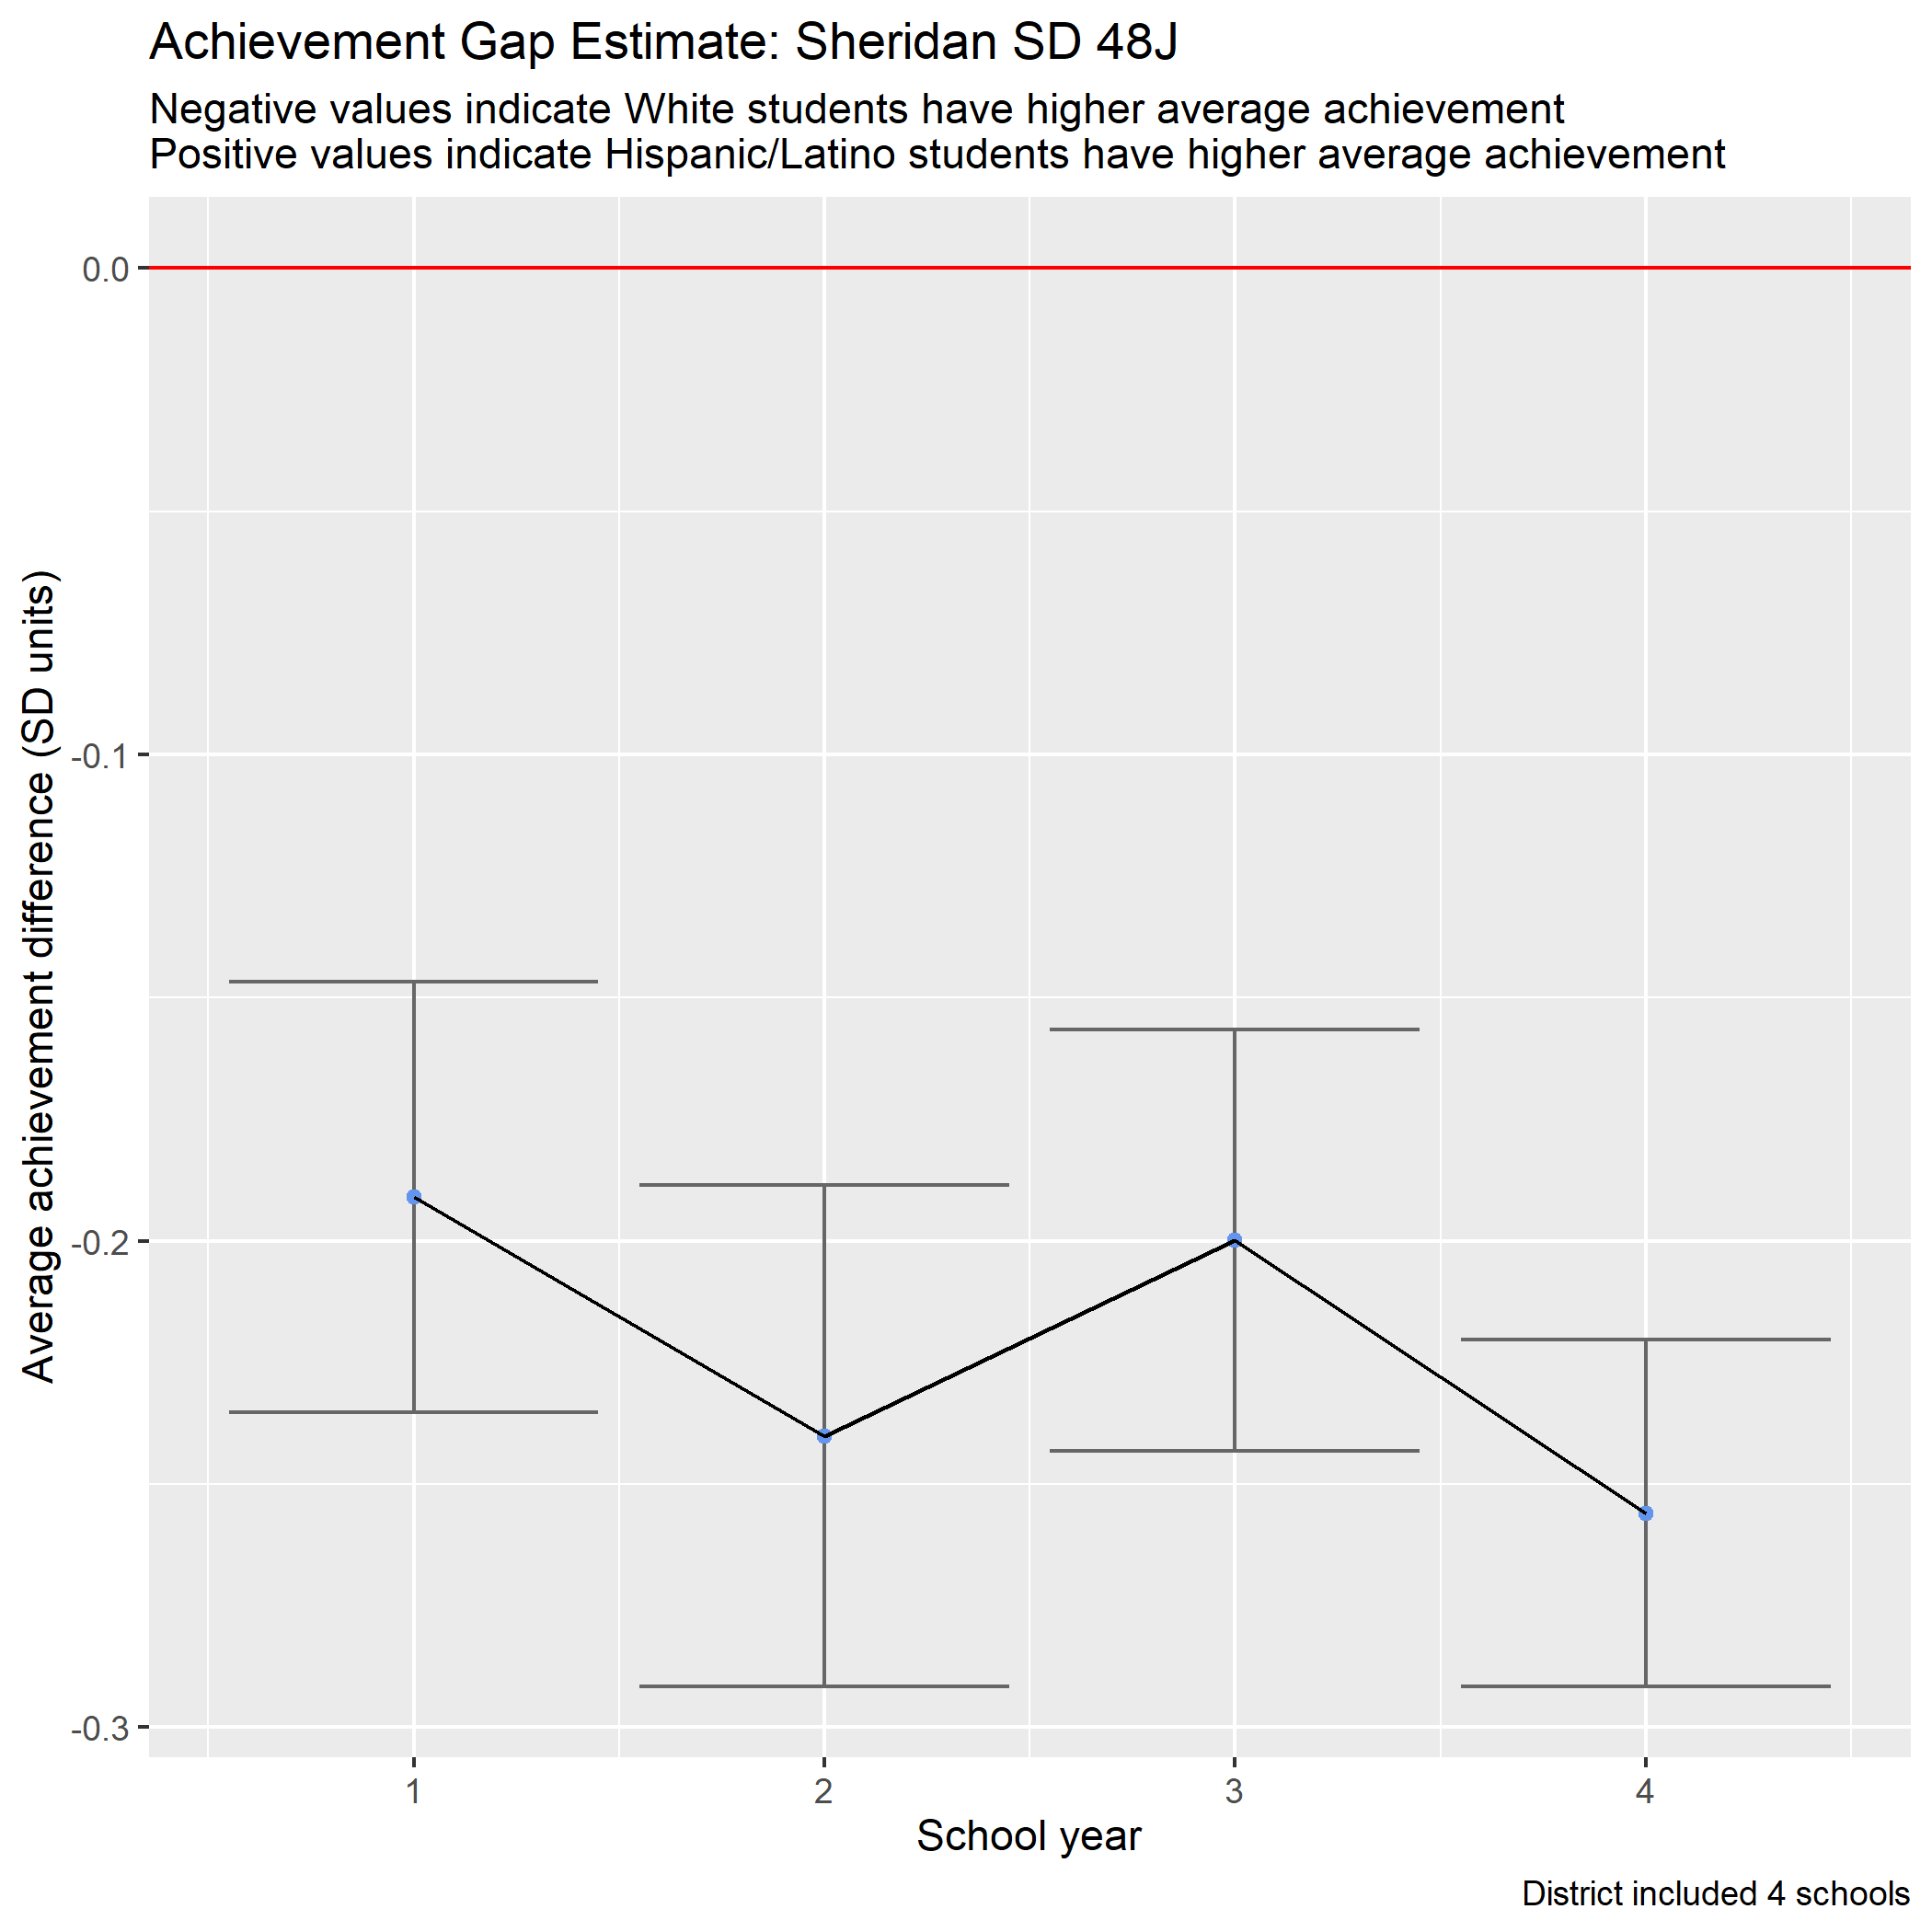 Achievement Gap Estimate: Sheridan SD 48J
Negative values indicate White students have higher average achievement
Positive values indicate Hispanic/Latino students have higher average achievement
Average achievement difference (SD units)
0.0
-0.1
-0.2
-0.3
1
2
3
4
School year
District included 4 schools